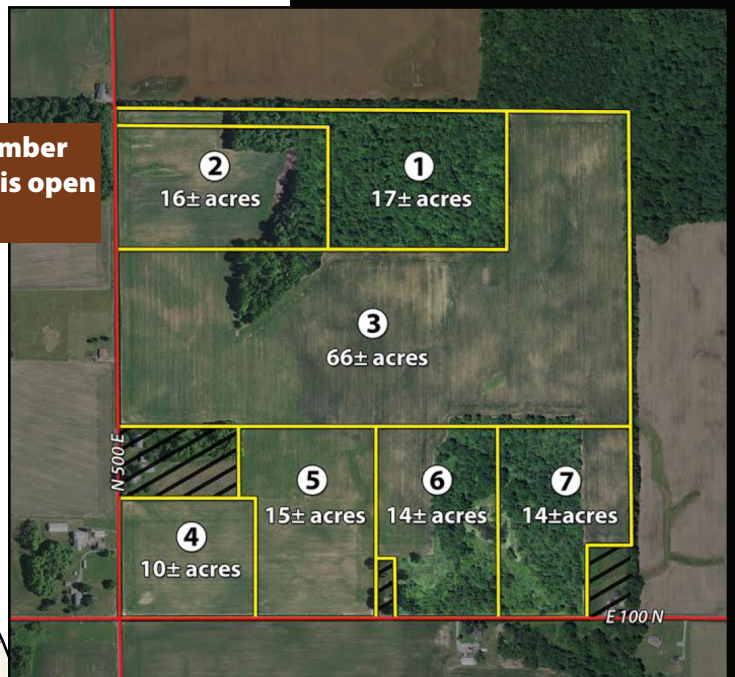 mber
is open
2
16± acres
1
17± acres
3
66± acres
N 500 E
5
15± acres
6
14± acres
7
14±acres
4
10± acres
E 100 N